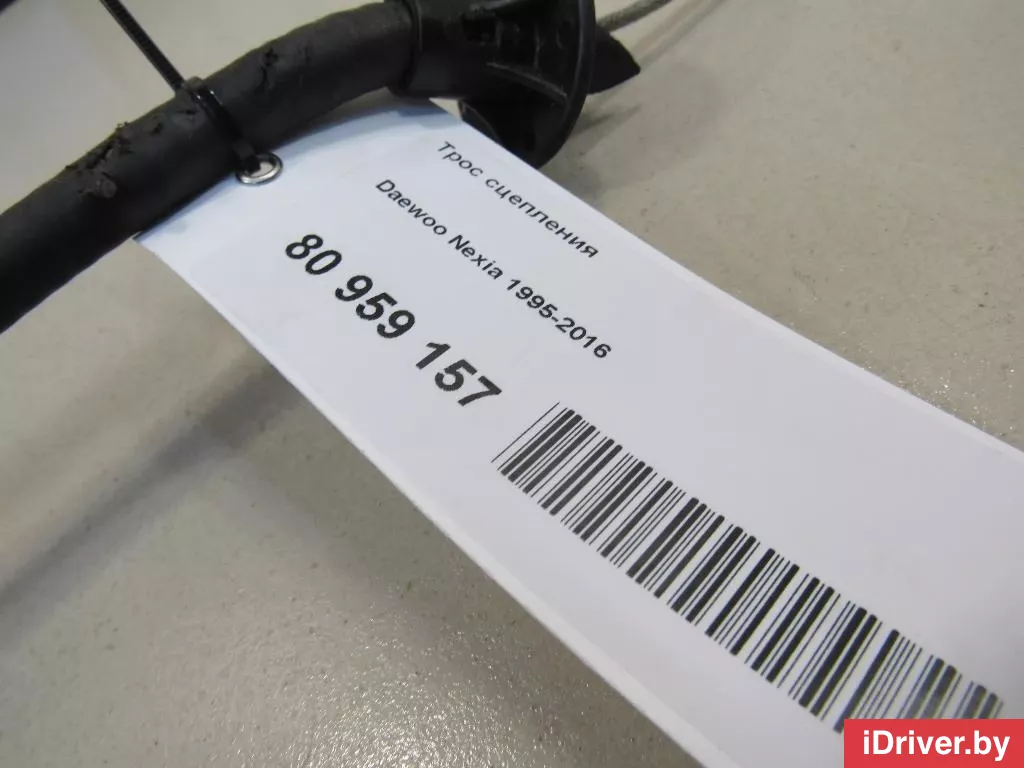 Трос сцепления
Daewoo Nexia 1995-2016
80 959 157
iDriver.by